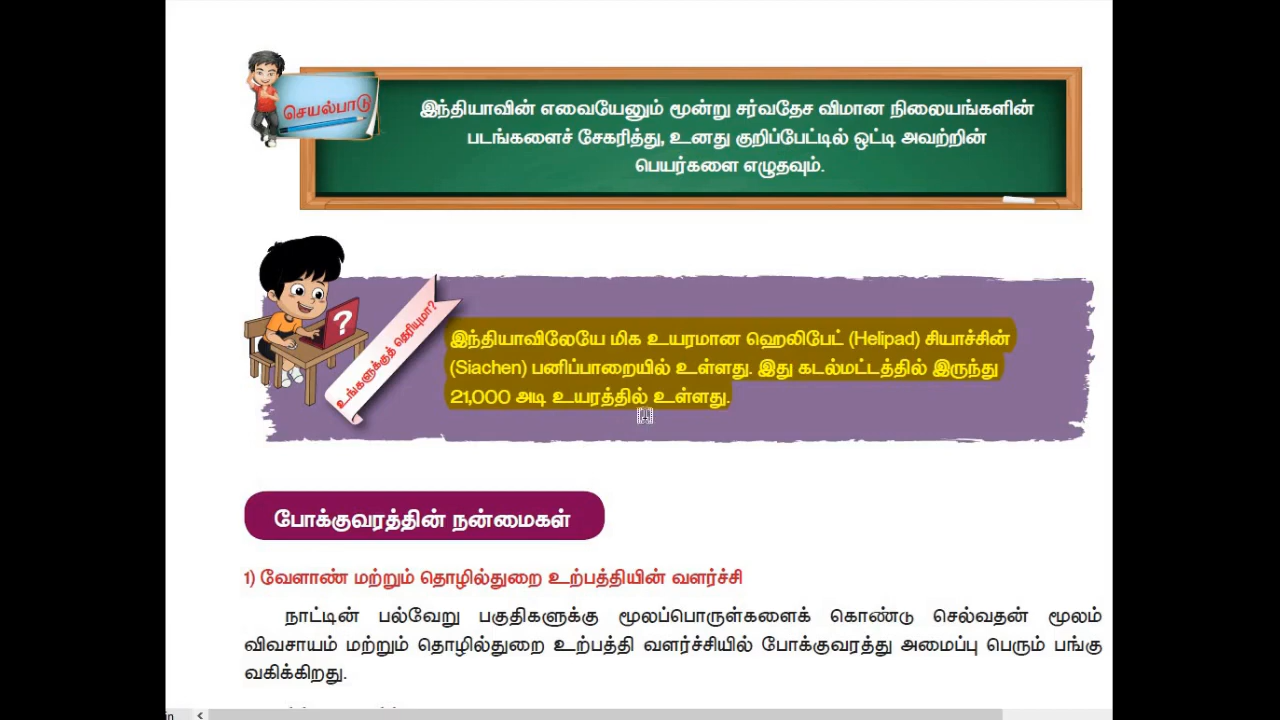 செயல்பாடு
இந்தியாவின் எவையேனும் மூன்று சர்வதேச விமான நிலையங்களின்
படங்களைச் சேகரித்து, உனது குறிப்பேட்டில் ஒட்டி அவற்றின்
பெயர்களை எழுதவும்.
?
உங்களுக்குத் தெரியுமா?
இந்தியாவிலேயே மிக உயரமான ஹெலிபேட் (Helipad) சியாச்சின்
(Siachen) பனிப்பாறையில் உள்ளது. இது கடல்மட்டத்தில் இருந்து
21,000 அடி உயரத்தில் உள்ளது.
போக்குவரத்தின் நன்மைகள்
1) வேளாண் மற்றும் தொழில்துறை உற்பத்தியின் வளர்ச்சி
நாட்டின் பல்வேறு பகுதிகளுக்கு மூலப்பொருள்களைக் கொண்டு செல்வதன் மூலம்
விவசாயம் மற்றும் தொழில்துறை உற்பத்தி வளர்ச்சியில் போக்குவரத்து அமைப்பு பெரும் பங்கு
வகிக்கிறது.